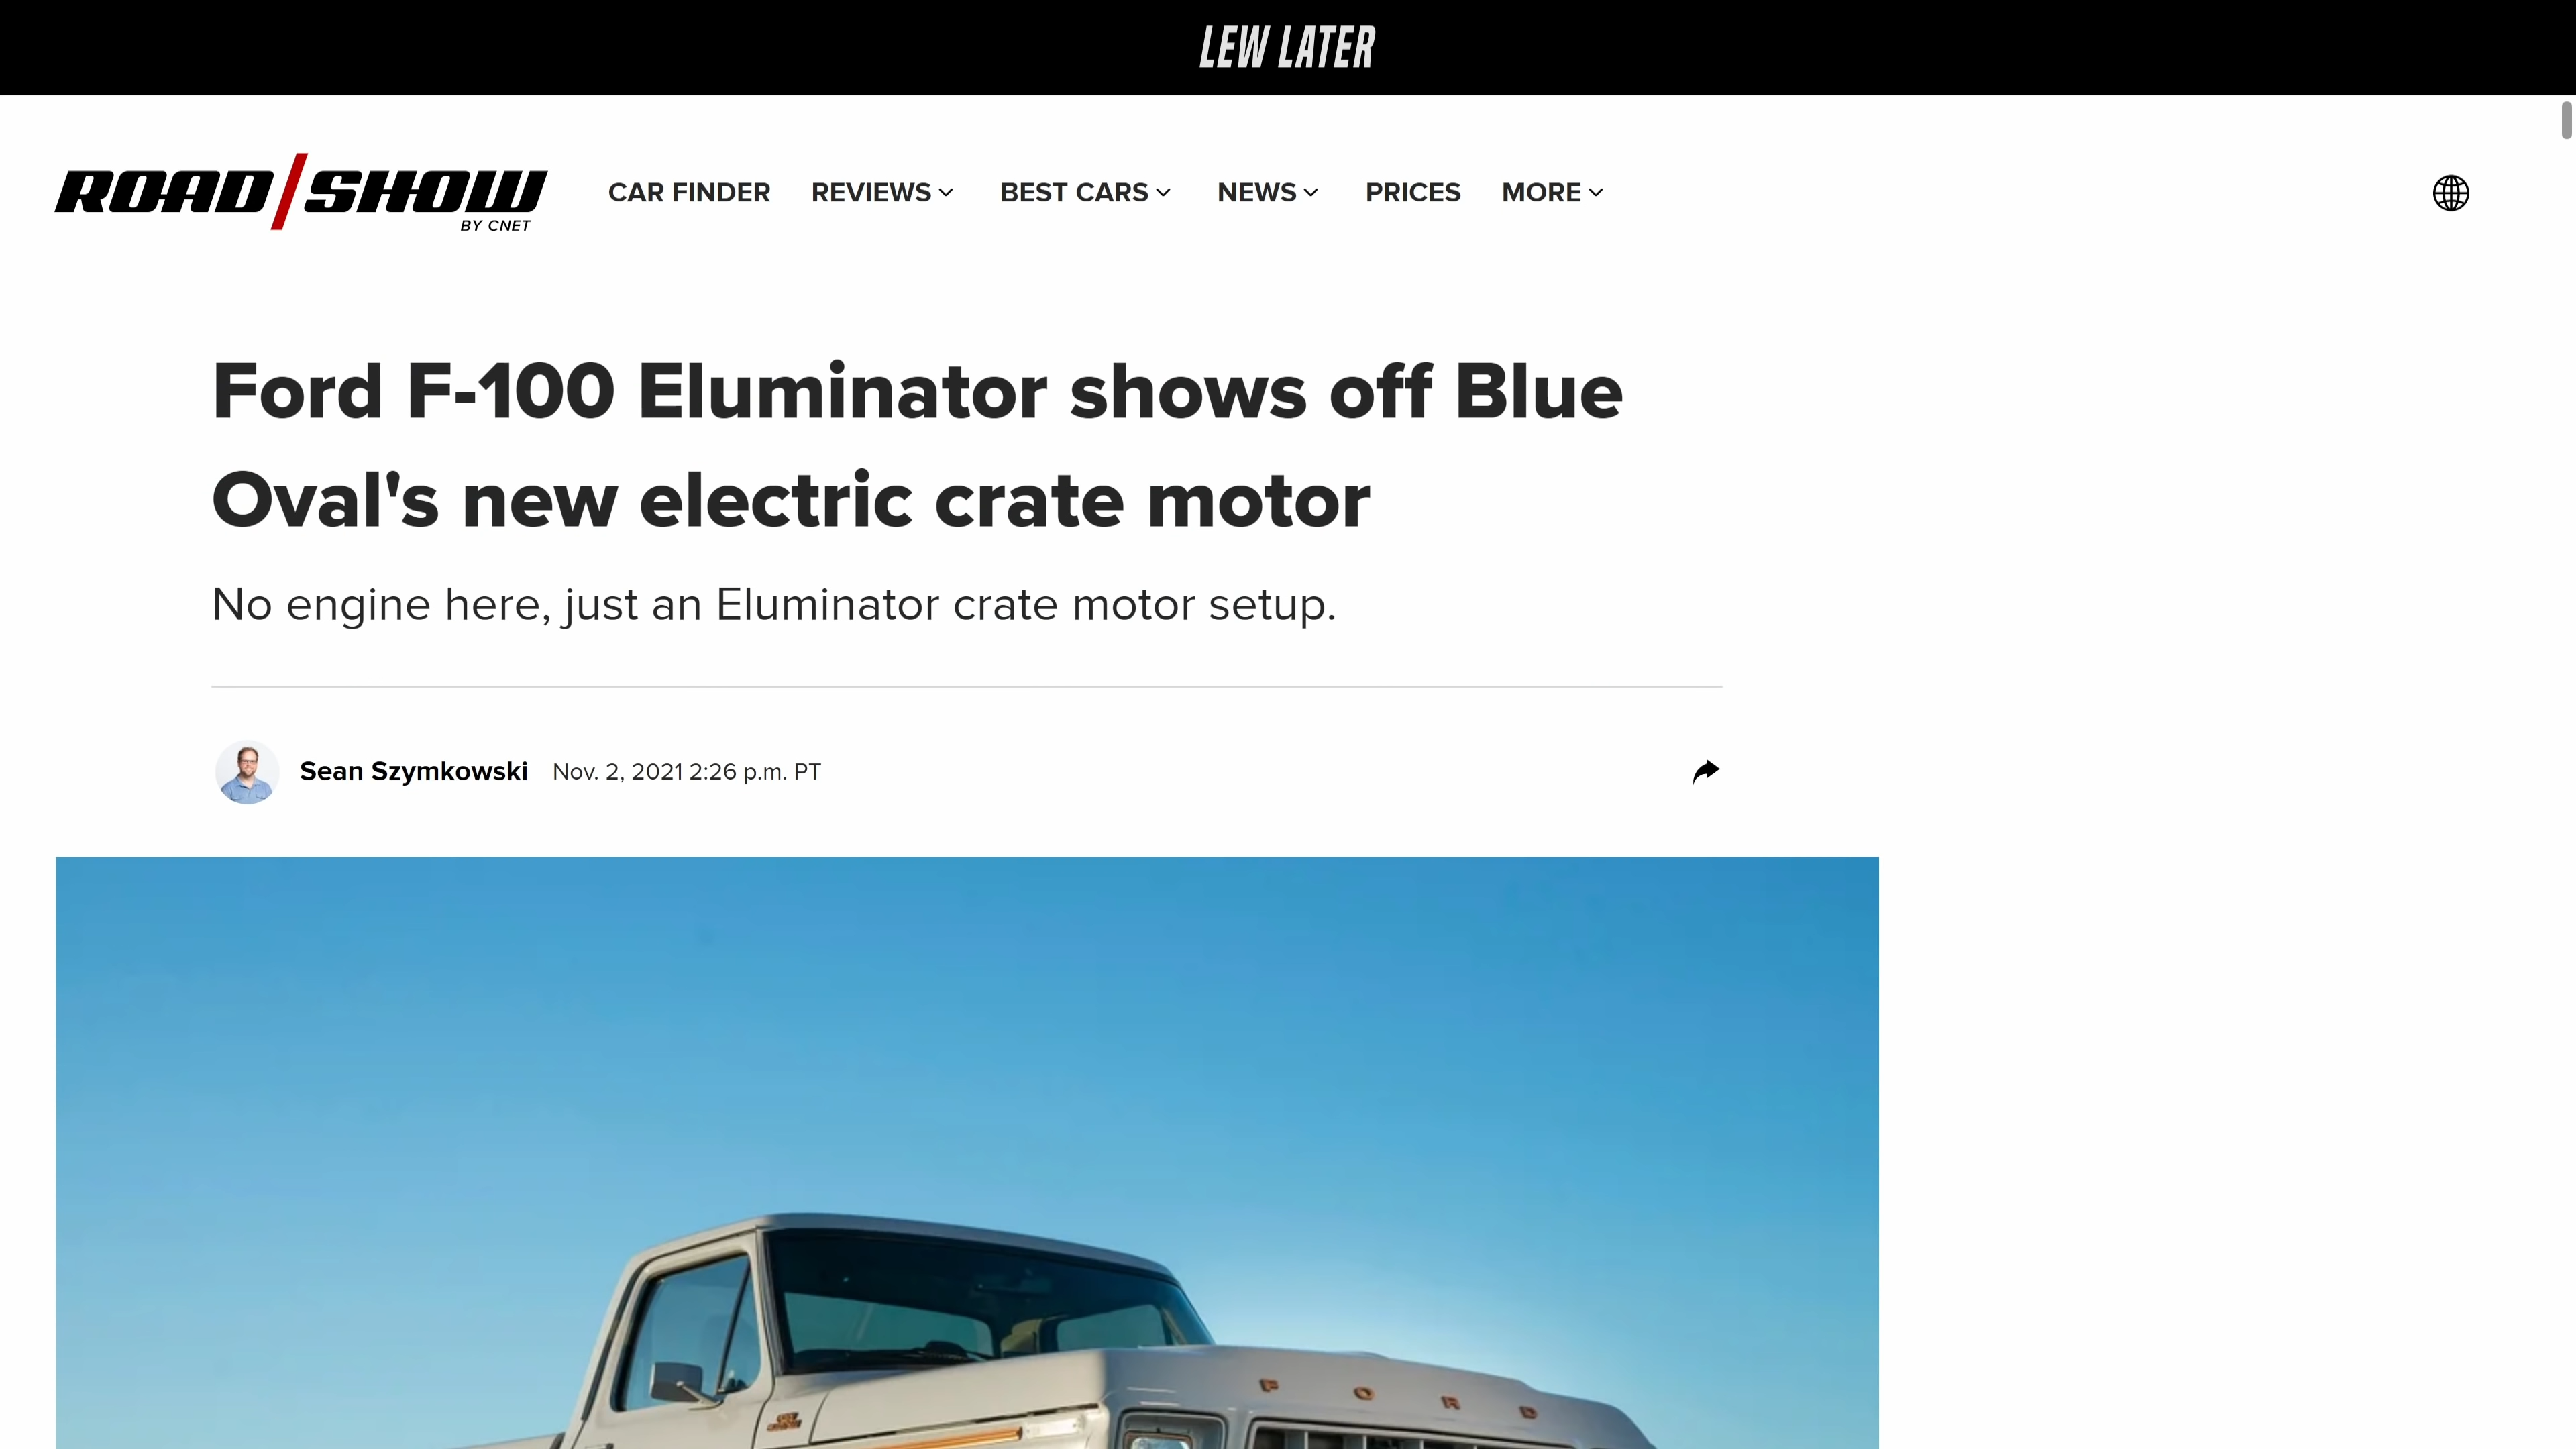 LEW LATER
ROAD/SHOW
BY CNET
CAR FINDER REVIEWS BEST CARS NEWS PRICES MORE
Ford F-100 Eluminator shows off Blue
Oval's new electric crate motor
No engine here, just an Eluminator crate motor setup.
Sean Szymkowski Nov. 2, 2021 2:26 p.m. PT
FORD